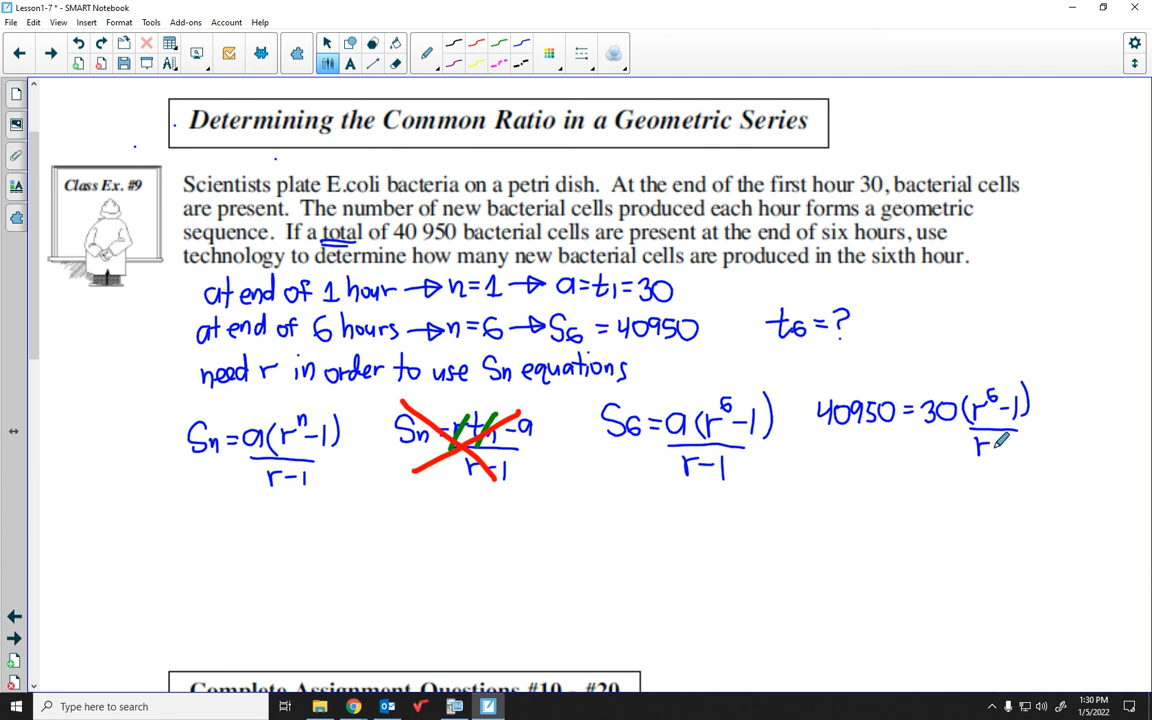 Lesson1-7 * - SMART Notebook
File Edit View Insert Format Tools Add-ons Account Help
Determining the Common Ratio in a Geometric Series
Class Ex. #9
Scientists plate E.coli bacteria on a petri dish. At the end of the first hour 30, bacterial cells
are present. The number of new bacterial cells produced each hour forms a geometric
sequence. If a total of 40 950 bacterial cells are present at the end of six hours, use
technology to determine how many new bacterial cells are produced in the sixth hour.
at end of 1 hour → n=1 → a=t₁=30
at end of 6 hours → n=6 → S₆ = 40950 t₆ = ?
need r in order to use Sn equations
Sn = a(rⁿ-1)
r-1
Sn = rtn - a
r-1
S₆ = a(r⁶-1)
r-1
40950 = 30(r⁶-1)
r-
Complete Assignment Questions #10 - #20
Type here to search
1:30 PM
1/5/2022